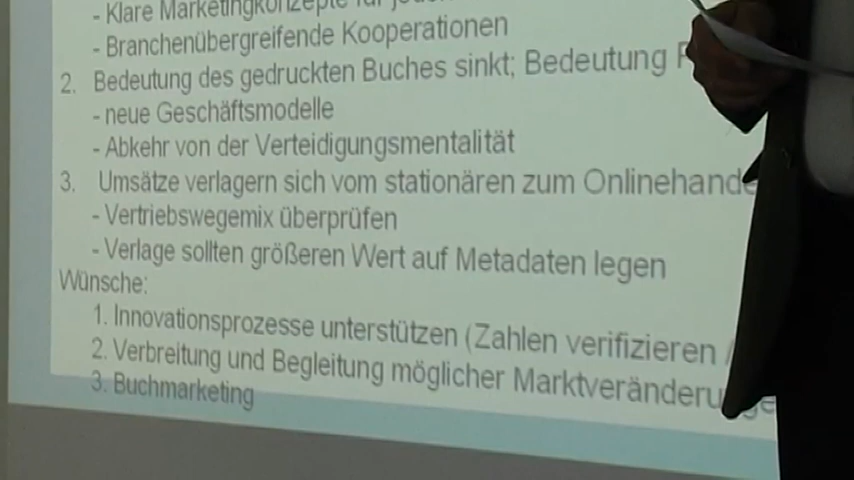 - Klare Marketingkonzepte für
- Branchenübergreifende Kooperationen
2. Bedeutung des gedruckten Buches sinkt; Bedeutung
- neue Geschäftsmodelle
- Abkehr von der Verteidigungsmentalität
3. Umsätze verlagern sich vom stationären zum Onlinehande
- Vertriebswegemix überprüfen
- Verlage sollten größeren Wert auf Metadaten legen
Wünsche:
1. Innovationsprozesse unterstützen (Zahlen verifizieren
2. Verbreitung und Begleitung möglicher Marktveränderu
3. Buchmarketing